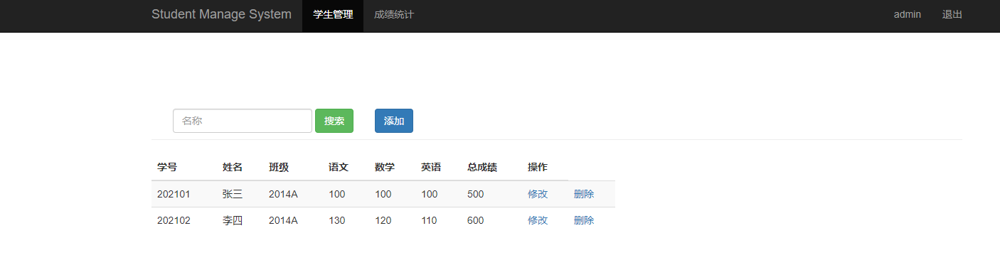 Student Manage System 学生管理 成绩统计 admin 退出
名称 搜索 添加
学号 姓名 班级 语文 数学 英语 总成绩 操作
202101 张三 2014A 100 100 100 500 修改 删除
202102 李四 2014A 130 120 110 600 修改 删除